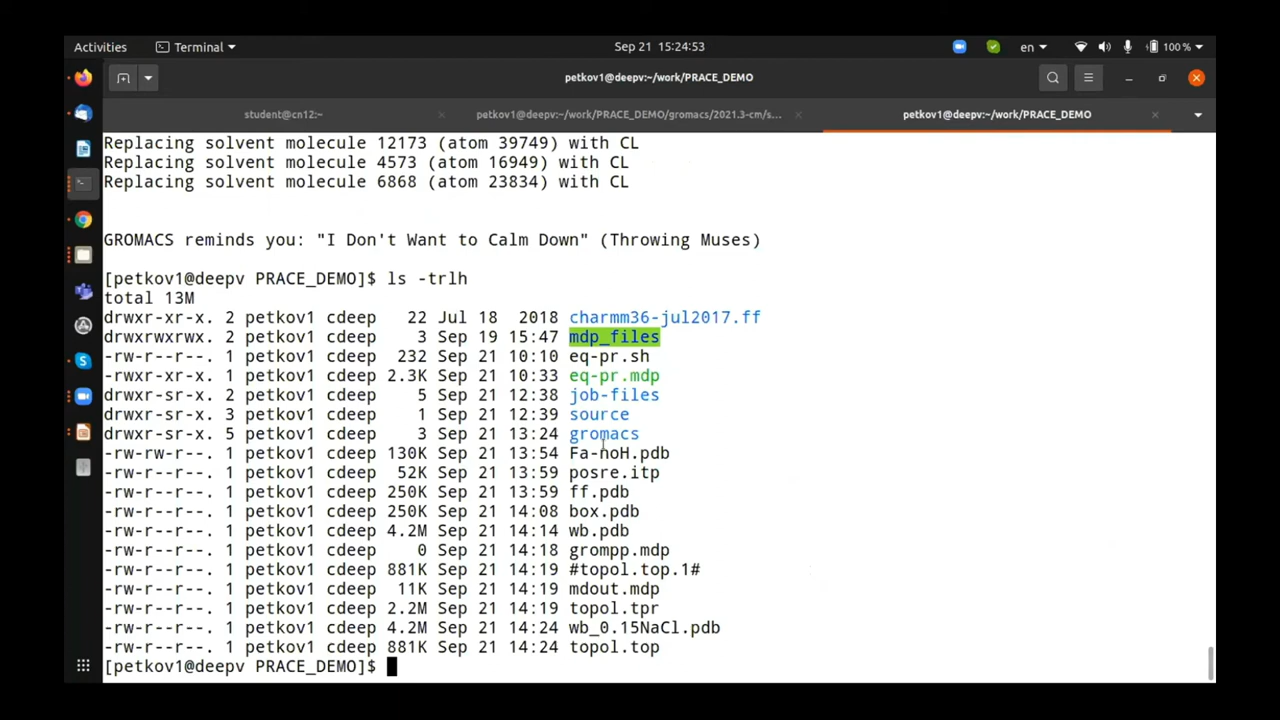 Activities Terminal Sep 21 15:24:53 en 100 %
petkov1@deepv:~/work/PRACE_DEMO
student@cn12:~ petkov1@deepv:~/work/PRACE_DEMO/gromacs/2021.3-cm/s... petkov1@deepv:~/work/PRACE_DEMO
Replacing solvent molecule 12173 (atom 39749) with CL
Replacing solvent molecule 4573 (atom 16949) with CL
Replacing solvent molecule 6868 (atom 23834) with CL
GROMACS reminds you: "I Don't Want to Calm Down" (Throwing Muses)
[petkov1@deepv PRACE_DEMO]$ ls -trlh
total 13M
drwxr-xr-x. 2 petkov1 cdeep 22 Jul 18 2018 charmm36-jul2017.ff
drwxrwxrwx. 2 petkov1 cdeep 3 Sep 19 15:47 mdp_files
-rw-r--r--. 1 petkov1 cdeep 232 Sep 21 10:10 eq-pr.sh
-rwxr-xr-x. 1 petkov1 cdeep 2.3K Sep 21 10:33 eq-pr.mdp
drwxr-sr-x. 2 petkov1 cdeep 5 Sep 21 12:38 job-files
drwxr-sr-x. 3 petkov1 cdeep 1 Sep 21 12:39 source
drwxr-sr-x. 5 petkov1 cdeep 3 Sep 21 13:24 gromacs
-rw-rw-r--. 1 petkov1 cdeep 130K Sep 21 13:54 Fa-noH.pdb
-rw-r--r--. 1 petkov1 cdeep 52K Sep 21 13:59 posre.itp
-rw-r--r--. 1 petkov1 cdeep 250K Sep 21 13:59 ff.pdb
-rw-r--r--. 1 petkov1 cdeep 250K Sep 21 14:08 box.pdb
-rw-r--r--. 1 petkov1 cdeep 4.2M Sep 21 14:14 wb.pdb
-rw-r--r--. 1 petkov1 cdeep 0 Sep 21 14:18 grompp.mdp
-rw-r--r--. 1 petkov1 cdeep 881K Sep 21 14:19 #topol.top.1#
-rw-r--r--. 1 petkov1 cdeep 11K Sep 21 14:19 mdout.mdp
-rw-r--r--. 1 petkov1 cdeep 2.2M Sep 21 14:19 topol.tpr
-rw-r--r--. 1 petkov1 cdeep 4.2M Sep 21 14:24 wb_0.15NaCl.pdb
-rw-r--r--. 1 petkov1 cdeep 881K Sep 21 14:24 topol.top
[petkov1@deepv PRACE_DEMO]$